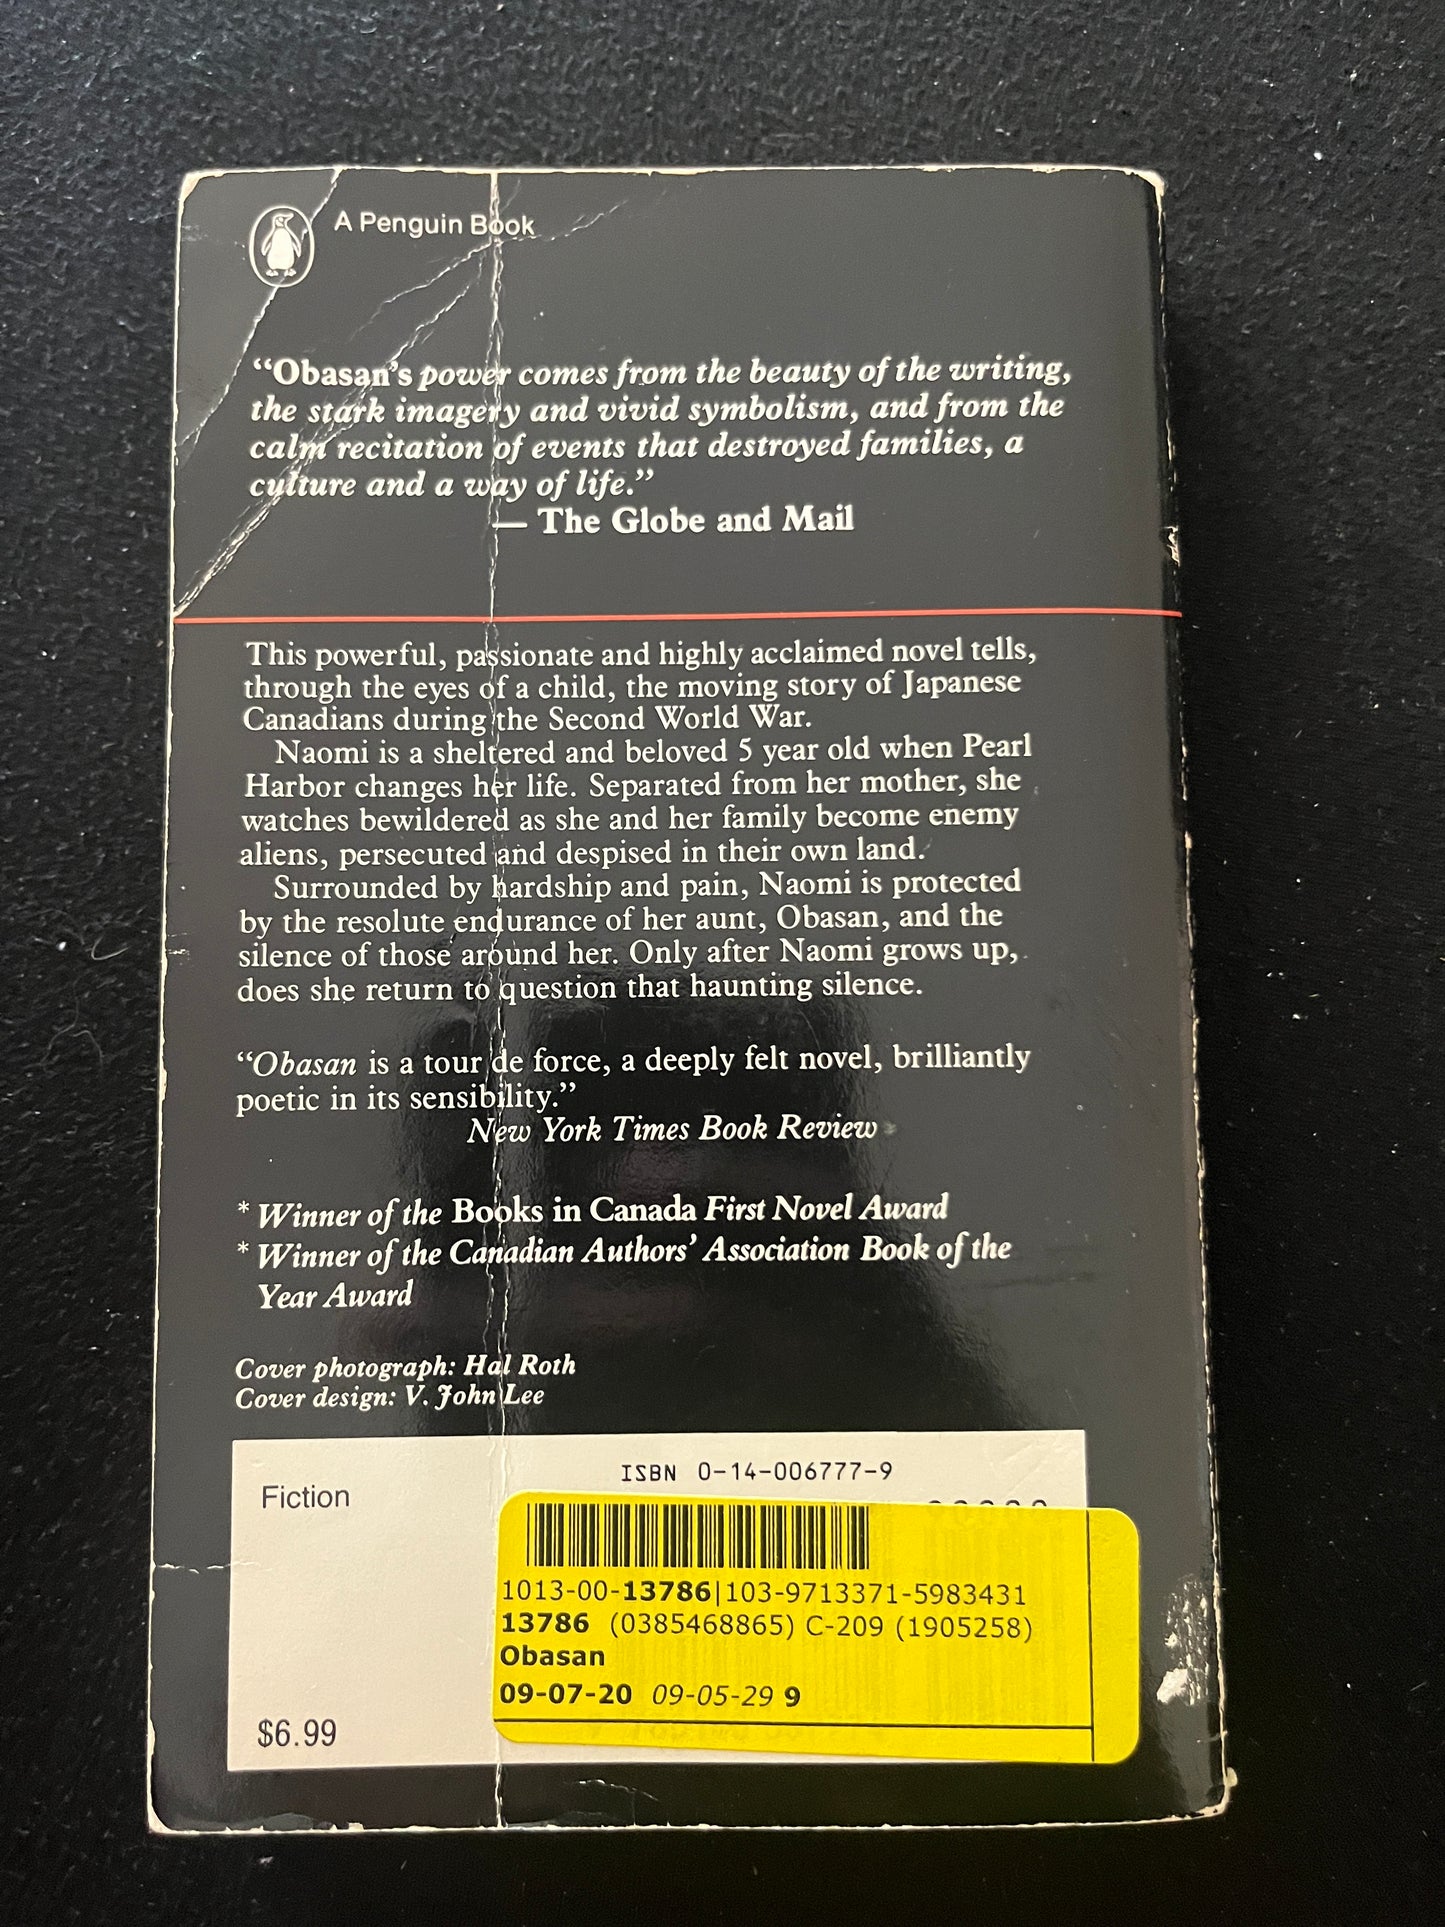 A Penguin Book
“Obasan’s power comes from the beauty of the writing,
the stark imagery and vivid symbolism, and from the
calm recitation of events that destroyed families, a
culture and a way of life.”
— The Globe and Mail
This powerful, passionate and highly acclaimed novel tells,
through the eyes of a child, the moving story of Japanese
Canadians during the Second World War.
Naomi is a sheltered and beloved 5 year old when Pearl
Harbor changes her life. Separated from her mother, she
watches bewildered as she and her family become enemy
aliens, persecuted and despised in their own land.
Surrounded by hardship and pain, Naomi is protected
by the resolute endurance of her aunt, Obasan, and the
silence of those around her. Only after Naomi grows up,
does she return to question that haunting silence.
“Obasan is a tour de force, a deeply felt novel, brilliantly
poetic in its sensibility.”
New York Times Book Review
* Winner of the Books in Canada First Novel Award
* Winner of the Canadian Authors’ Association Book of the
Year Award
Cover photograph: Hal Roth
Cover design: V. John Lee
ISBN 0-14-006777-9
Fiction
1013-00-13786|103-9713371-5983431
13786 (0385468865) C-209 (1905258)
Obasan
09-07-20 09-05-29 9
$6.99